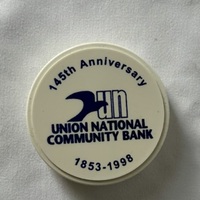 145th Anniversary
un
UNION NATIONAL
COMMUNITY BANK
1853-1998